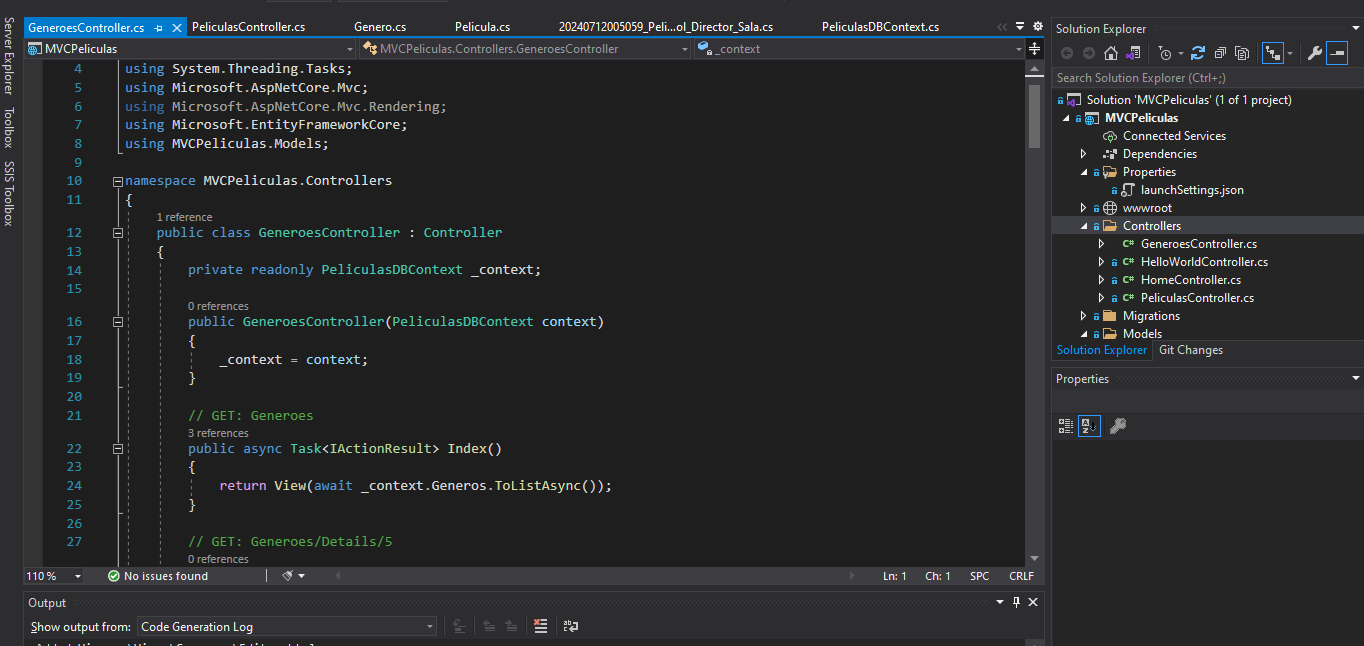 GeneroesController.cs
PeliculasController.cs
Genero.cs
Pelicula.cs
20240712005059_Peli...ol_Director_Sala.cs
PeliculasDBContext.cs
MVCPeliculas
MVCPeliculas.Controllers.GeneroesController
_context
Server Explorer
Toolbox
SSIS Toolbox
4 using System.Threading.Tasks;
5 using Microsoft.AspNetCore.Mvc;
6 using Microsoft.AspNetCore.Mvc.Rendering;
7 using Microsoft.EntityFrameworkCore;
8 using MVCPeliculas.Models;
9
10 namespace MVCPeliculas.Controllers
11 {
1 reference
12 public class GeneroesController : Controller
13 {
14 private readonly PeliculasDBContext _context;
15
0 references
16 public GeneroesController(PeliculasDBContext context)
17 {
18 _context = context;
19 }
20
21 // GET: Generoes
3 references
22 public async Task<IActionResult> Index()
23 {
24 return View(await _context.Generos.ToListAsync());
25 }
26
27 // GET: Generoes/Details/5
0 references
110 %
No issues found
Ln: 1 Ch: 1 SPC CRLF
Output
Show output from: Code Generation Log
Solution Explorer
Search Solution Explorer (Ctrl+;)
Solution 'MVCPeliculas' (1 of 1 project)
MVCPeliculas
Connected Services
Dependencies
Properties
launchSettings.json
wwwroot
Controllers
C# GeneroesController.cs
C# HelloWorldController.cs
C# HomeController.cs
C# PeliculasController.cs
Migrations
Models
Solution Explorer Git Changes
Properties